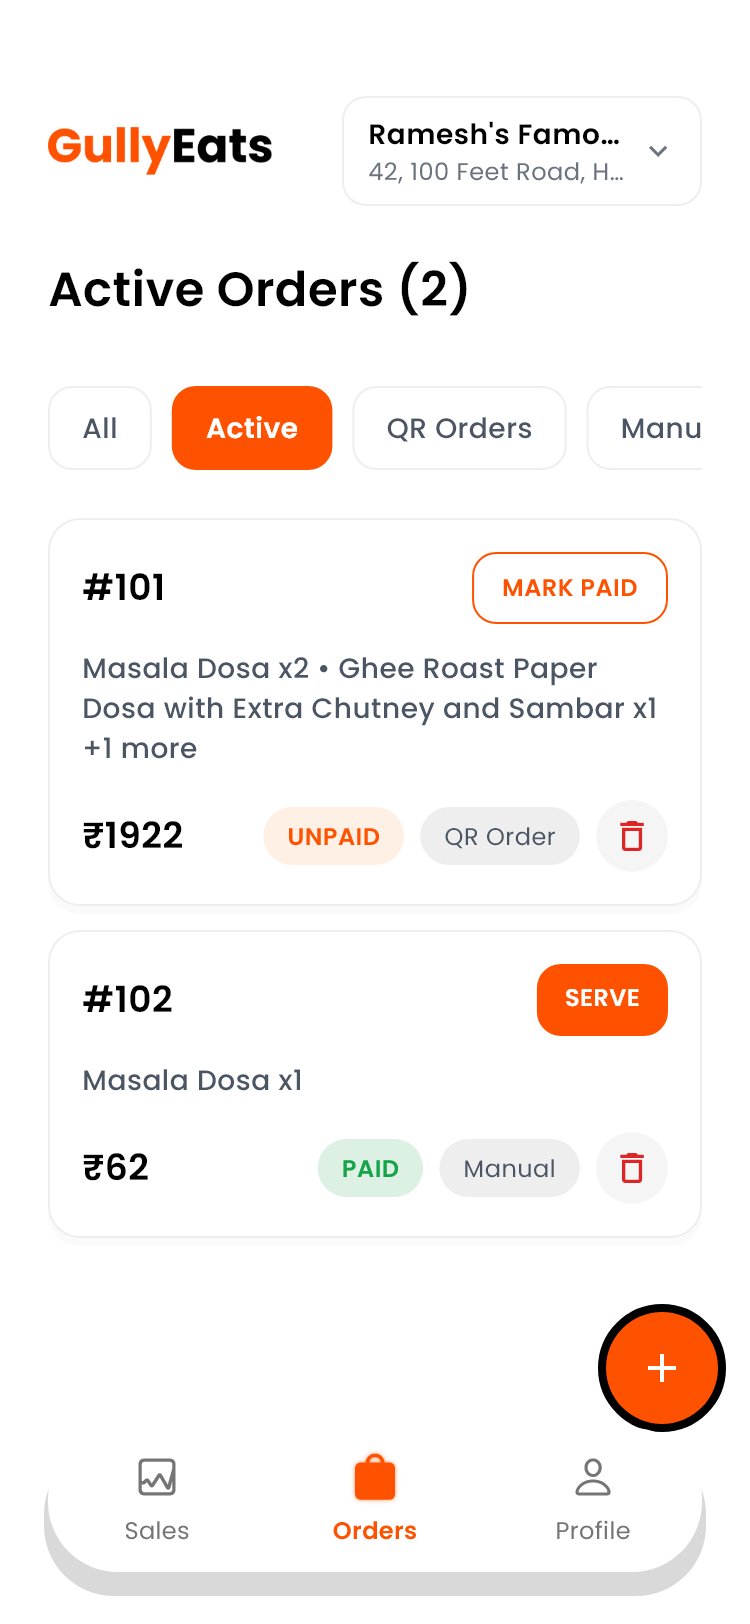 GullyEats
Ramesh's Famo...
42, 100 Feet Road, H...
Active Orders (2)
All
Active
QR Orders
Manu
#101
MARK PAID
Masala Dosa x2 • Ghee Roast Paper
Dosa with Extra Chutney and Sambar x1
+1 more
₹1922
UNPAID
QR Order
#102
SERVE
Masala Dosa x1
₹62
PAID
Manual
Sales
Orders
Profile